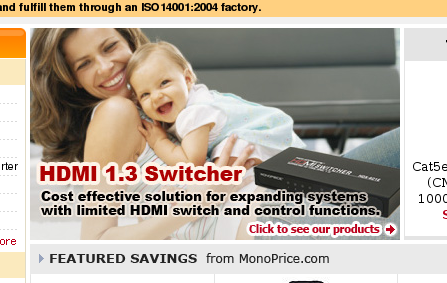 and fulfill them through an ISO14001:2004 factory.
HDMI 1.3 Switcher
Cost effective solution for expanding systems
with limited HDMI switch and control functions.
Click to see our products
rter
ore
Cat5e
(CM
1000
FEATURED SAVINGS from MonoPrice.com